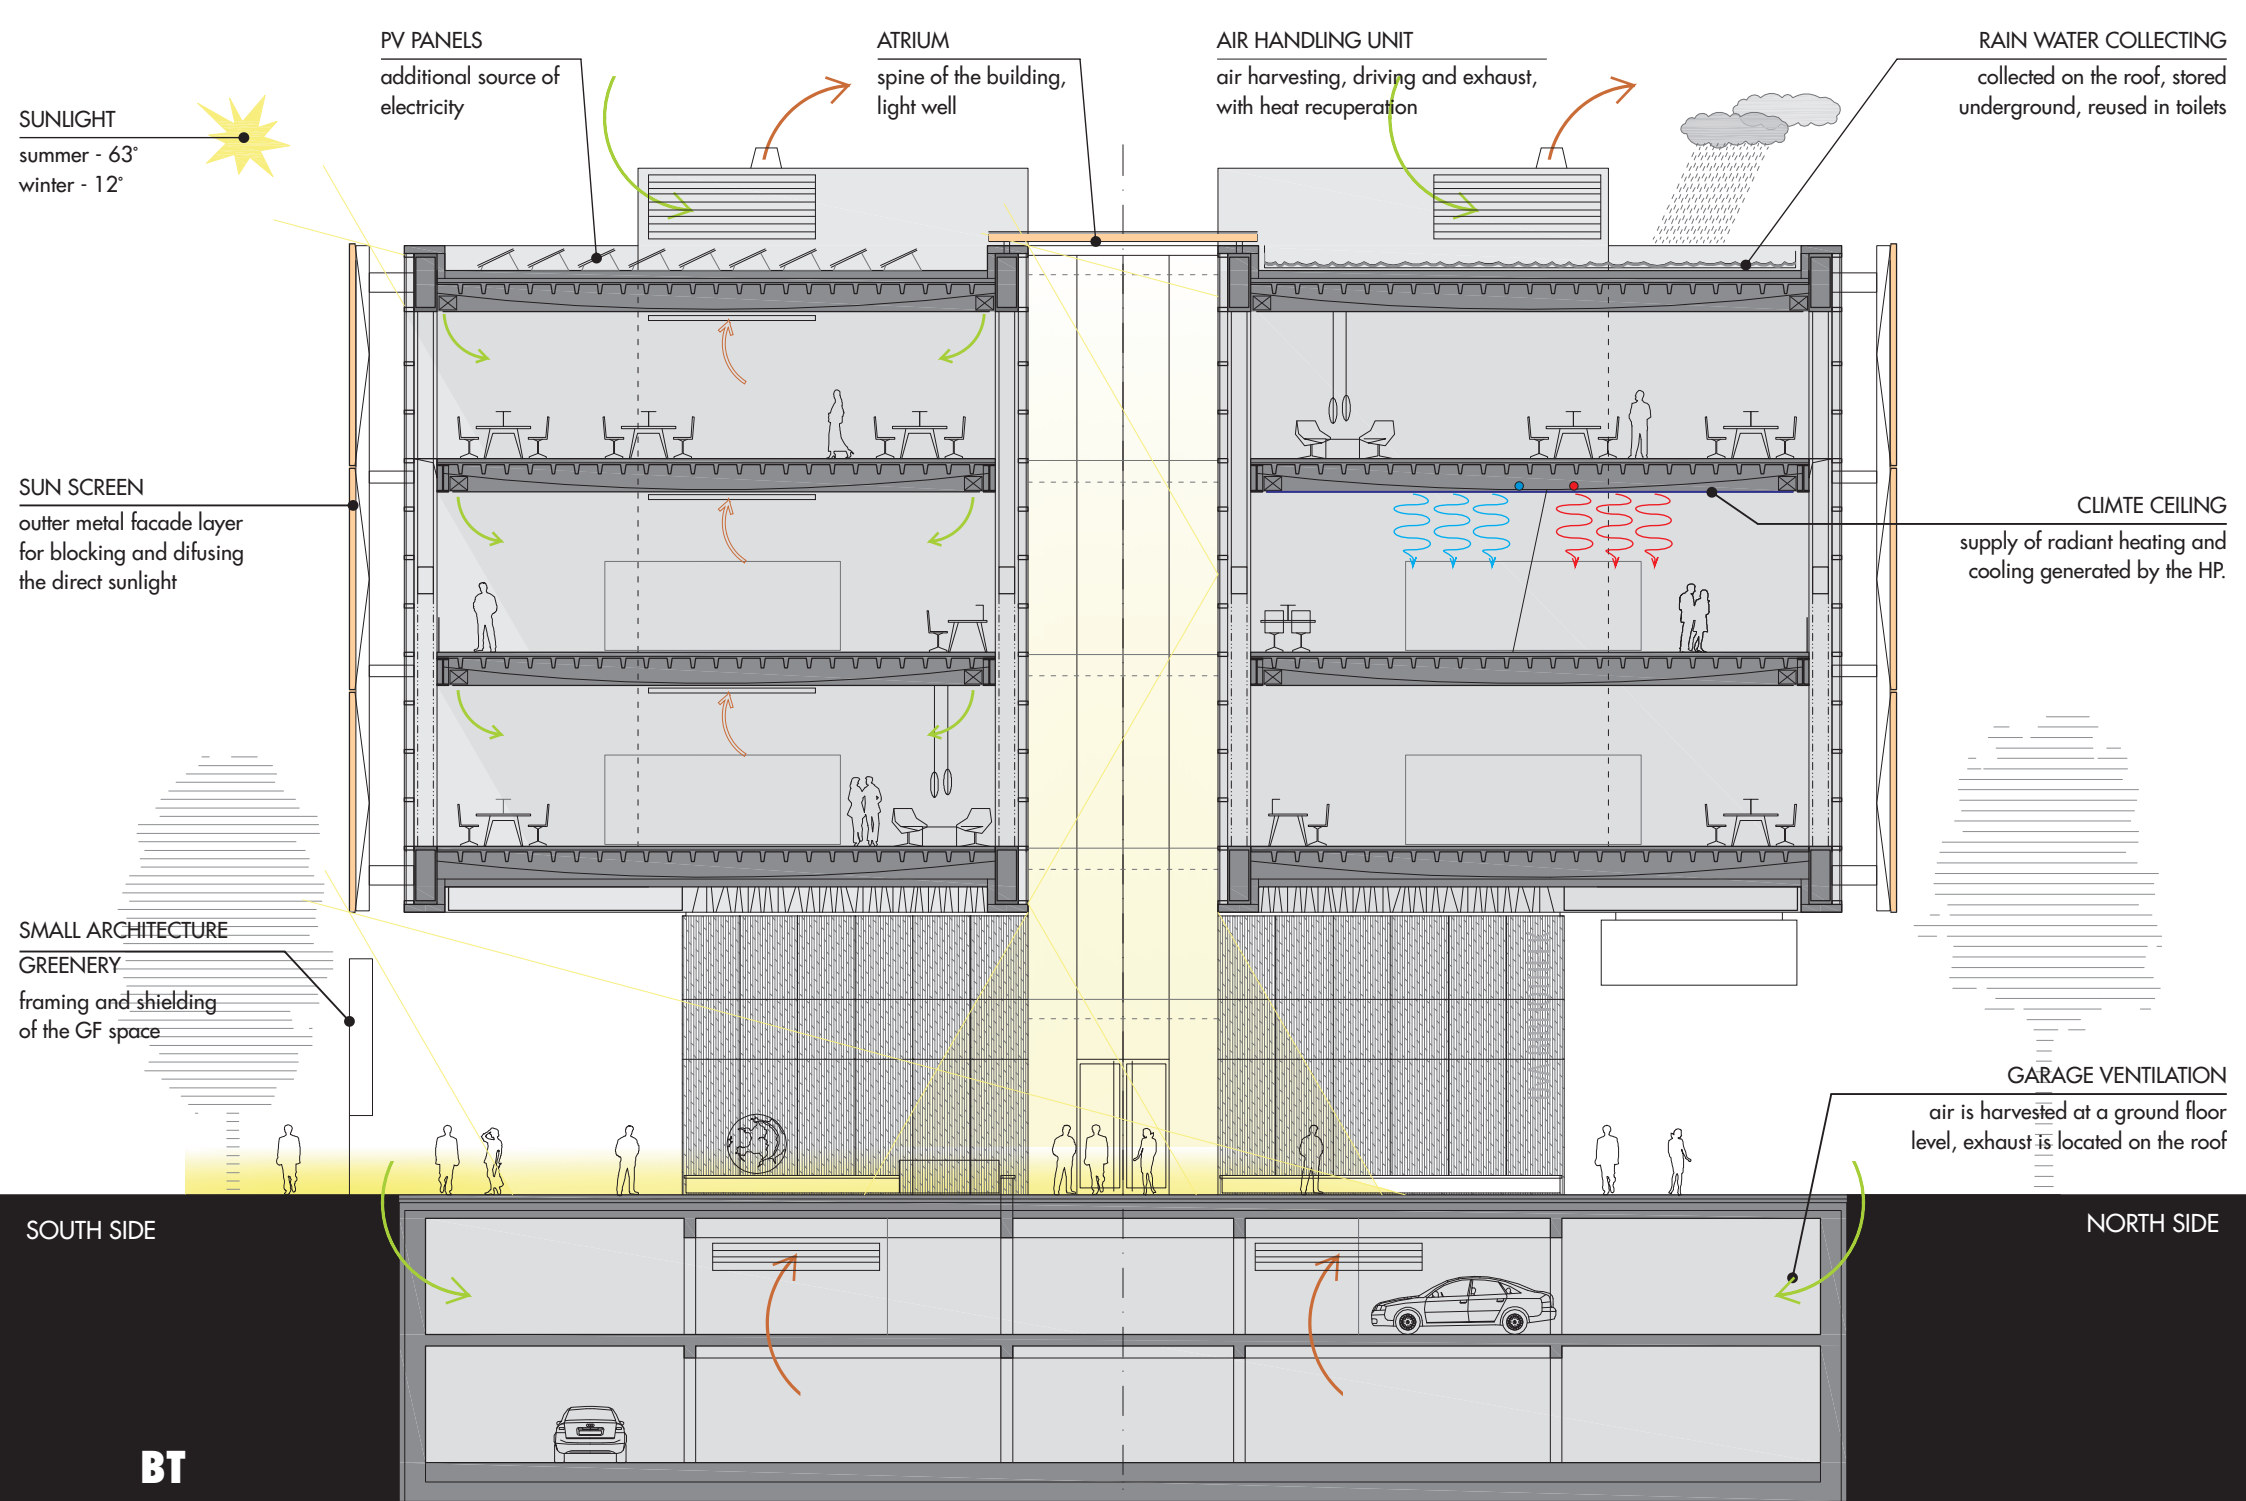 PV PANELS
additional source of
electricity
ATRIUM
spine of the building,
light well
AIR HANDLING UNIT
air harvesting, driving and exhaust,
with heat recuperation
RAIN WATER COLLECTING
collected on the roof, stored
underground, reused in toilets
SUNLIGHT
summer - 63°
winter - 12°
SUN SCREEN
outter metal facade layer
for blocking and difusing
the direct sunlight
CLIMTE CEILING
supply of radiant heating and
cooling generated by the HP.
SMALL ARCHITECTURE
GREENERY
framing and shielding
of the GF space
GARAGE VENTILATION
air is harvested at a ground floor
level, exhaust is located on the roof
SOUTH SIDE
NORTH SIDE
BT